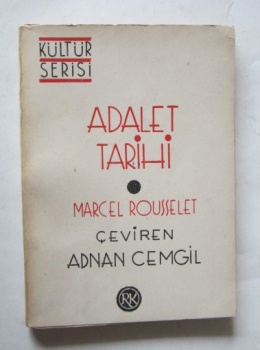 KÜLTÜR
SERİSİ
ADALET
TARİHİ
MARCEL ROUSSELET
ÇEVİREN
ADNAN CEMGİL
RK